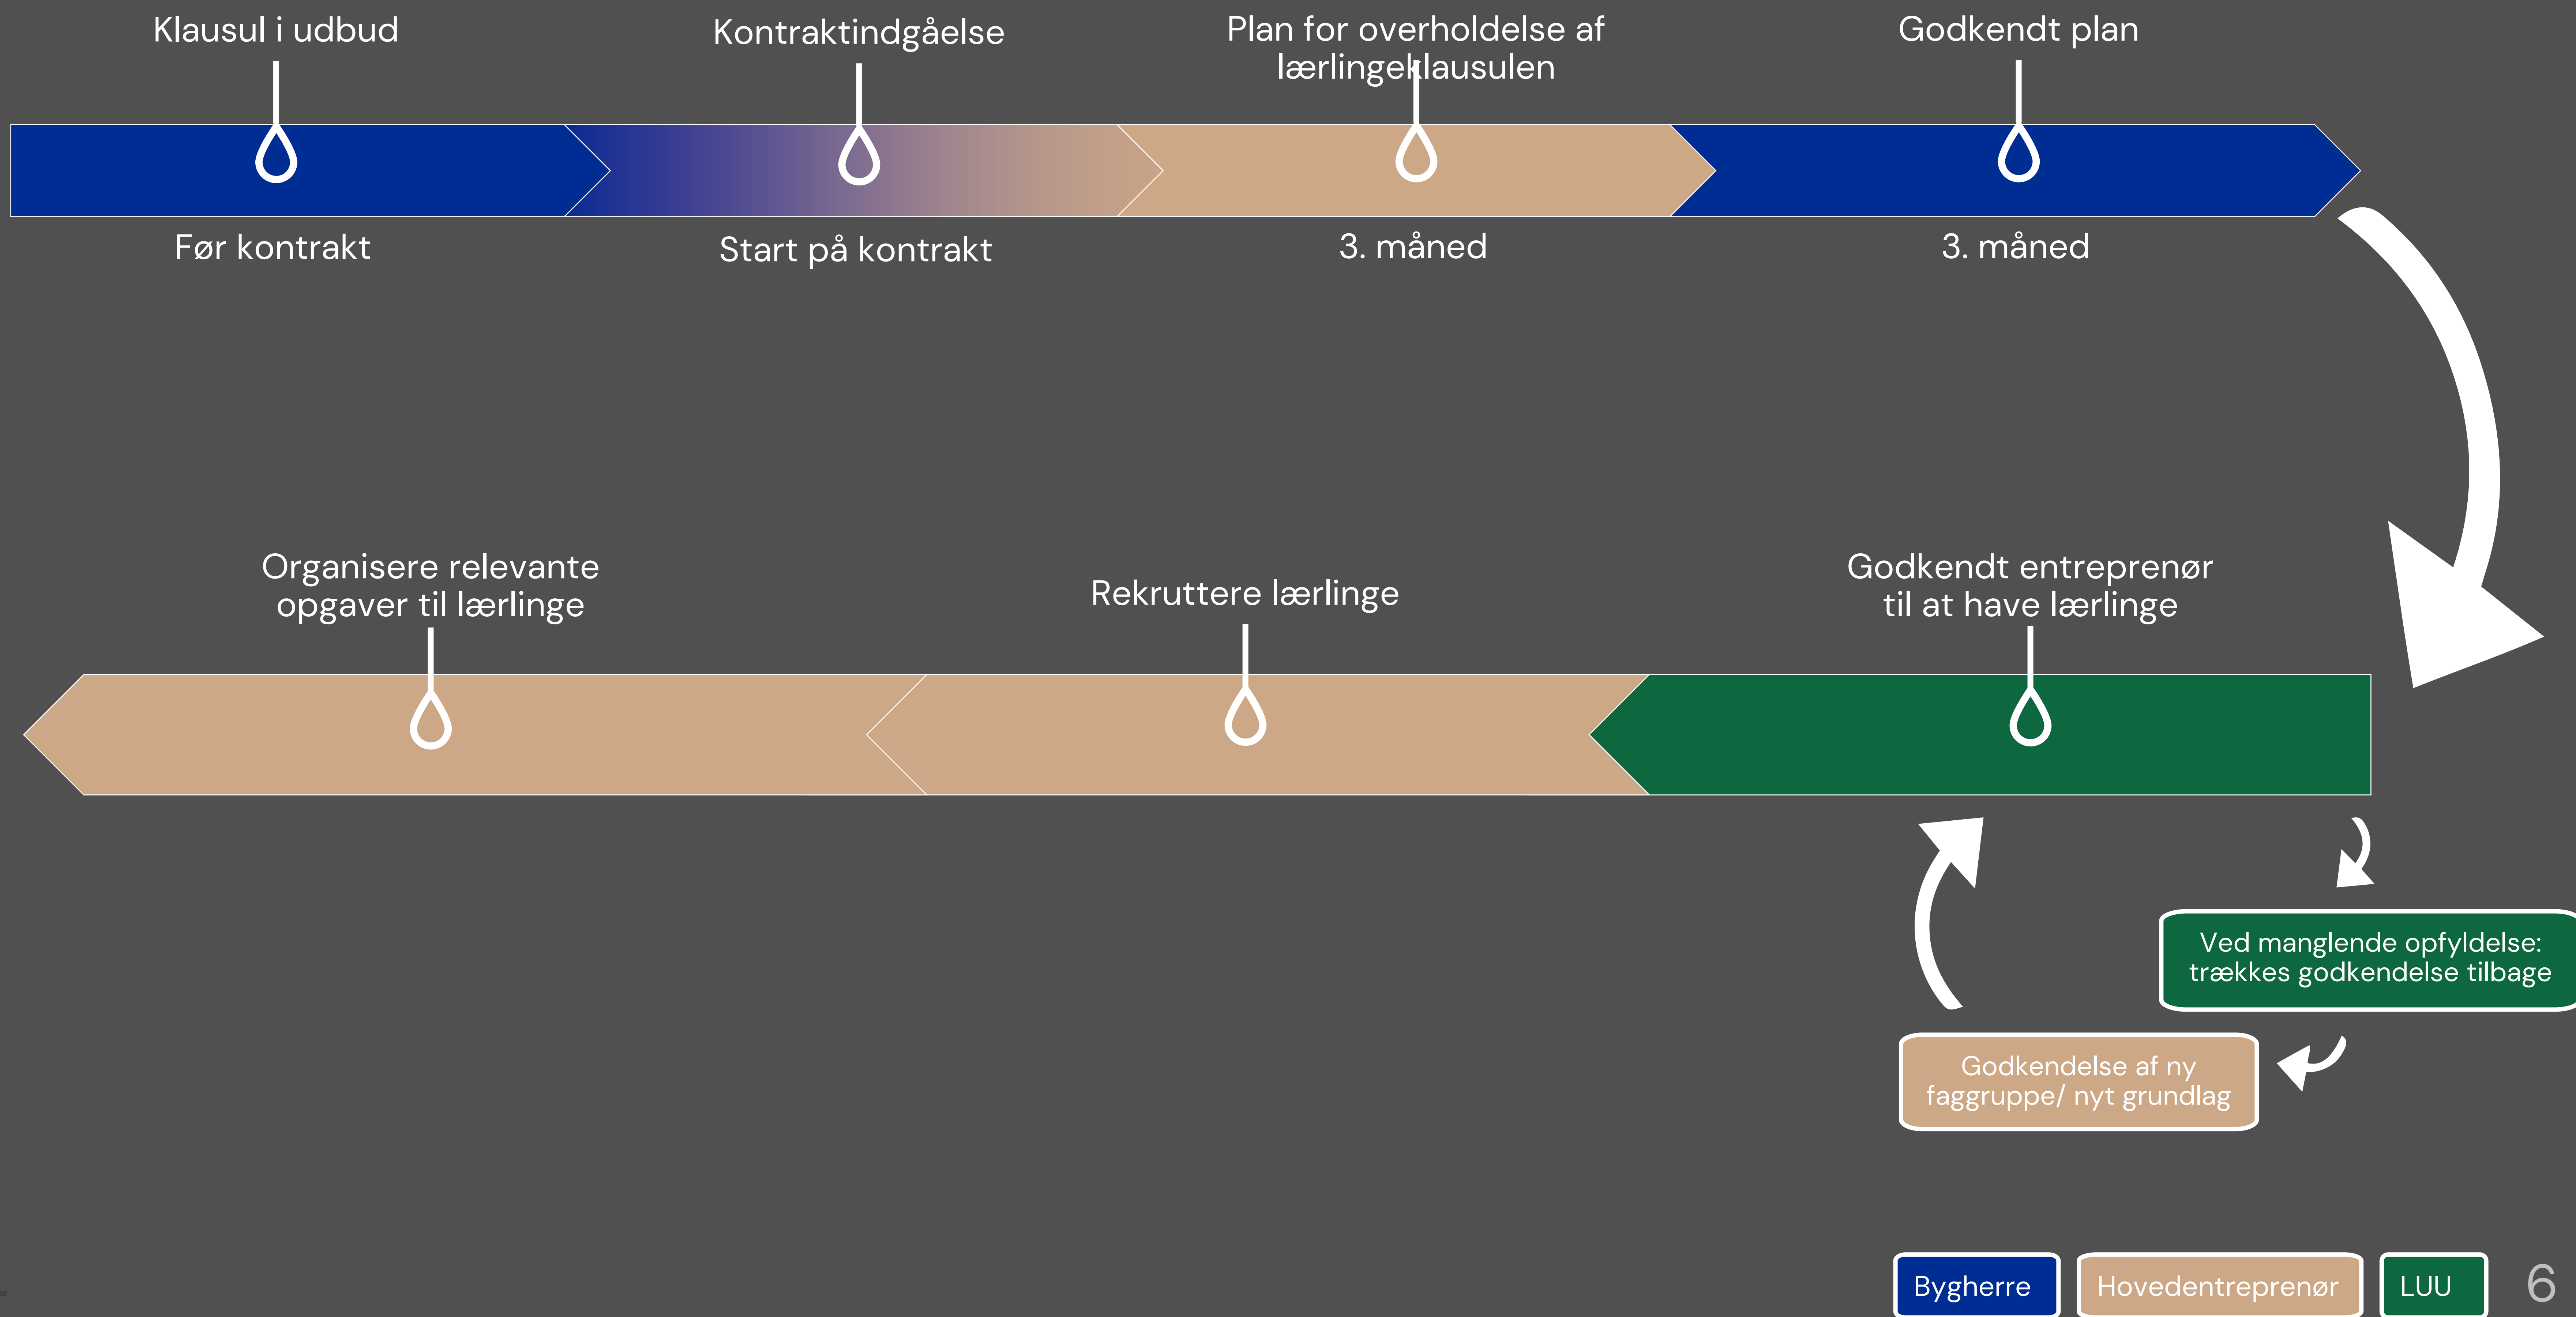 Klausul i udbud
Kontraktindgåelse
Plan for overholdelse af
lærlingeklausulen
Godkendt plan
Før kontrakt
Start på kontrakt
3. måned
3. måned
Godkendt entreprenør
til at have lærlinge
Rekruttere lærlinge
Organisere relevante
opgaver til lærlinge
Ved manglende opfyldelse:
trækkes godkendelse tilbage
Godkendelse af ny
faggruppe/ nyt grundlag
Bygherre
Hovedentreprenør
LUU
6